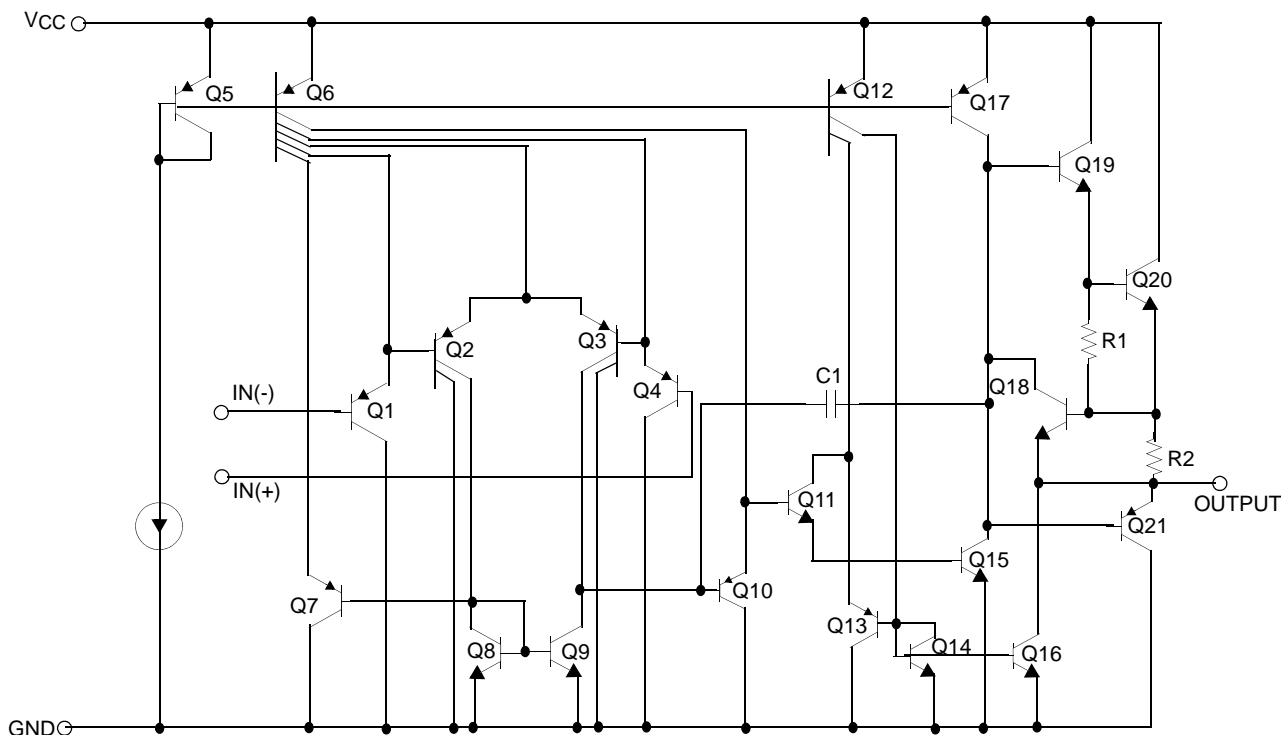 VCC
Q5
Q6
Q12
Q17
Q19
Q20
R1
Q2
Q3
Q4
C1
Q18
IN(-)
Q1
R2
IN(+)
Q11
OUTPUT
Q21
Q15
Q10
Q7
Q13
Q8
Q9
Q14
Q16
GND